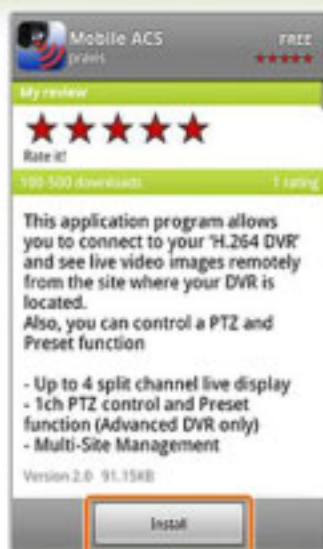 Mobile ACS
FREE
pravis
My review
Rate it!
100-500 downloads
1 rating
This application program allows
you to connect to your 'H.264 DVR'
and see live video images remotely
from the site where your DVR is
located.
Also, you can control a PTZ and
Preset function
- Up to 4 split channel live display
- 1ch PTZ control and Preset
function (Advanced DVR only)
- Multi-Site Management
Version 2.0 91.15KB
Install